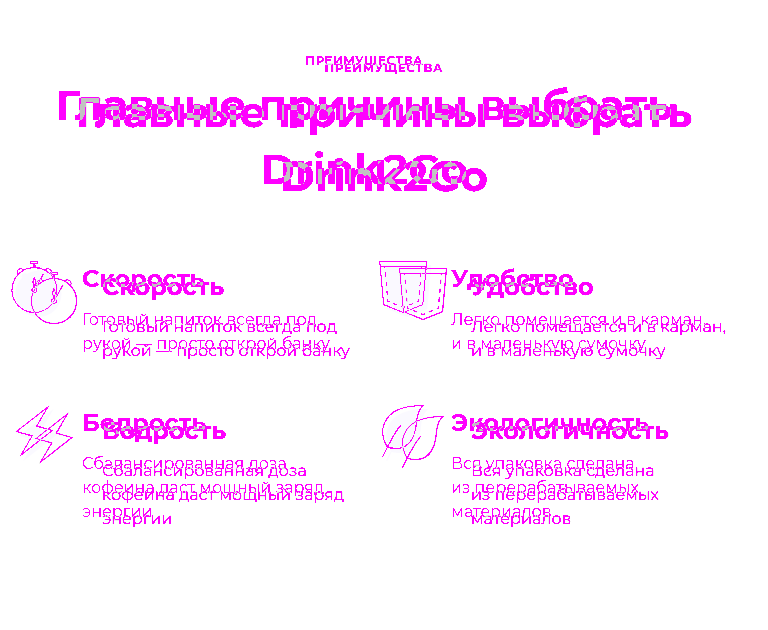 ПРЕИМУЩЕСТВА
Главные причины выбрать
Drink2Go
Скорость
Готовый напиток всегда под
рукой — просто открой банку
Удобство
Легко помещается и в карман,
и в маленькую сумочку
Бодрость
Сбалансированная доза
кофеина даст мощный заряд
энергии
Экологичность
Вся упаковка сделана
из перерабатываемых
материалов